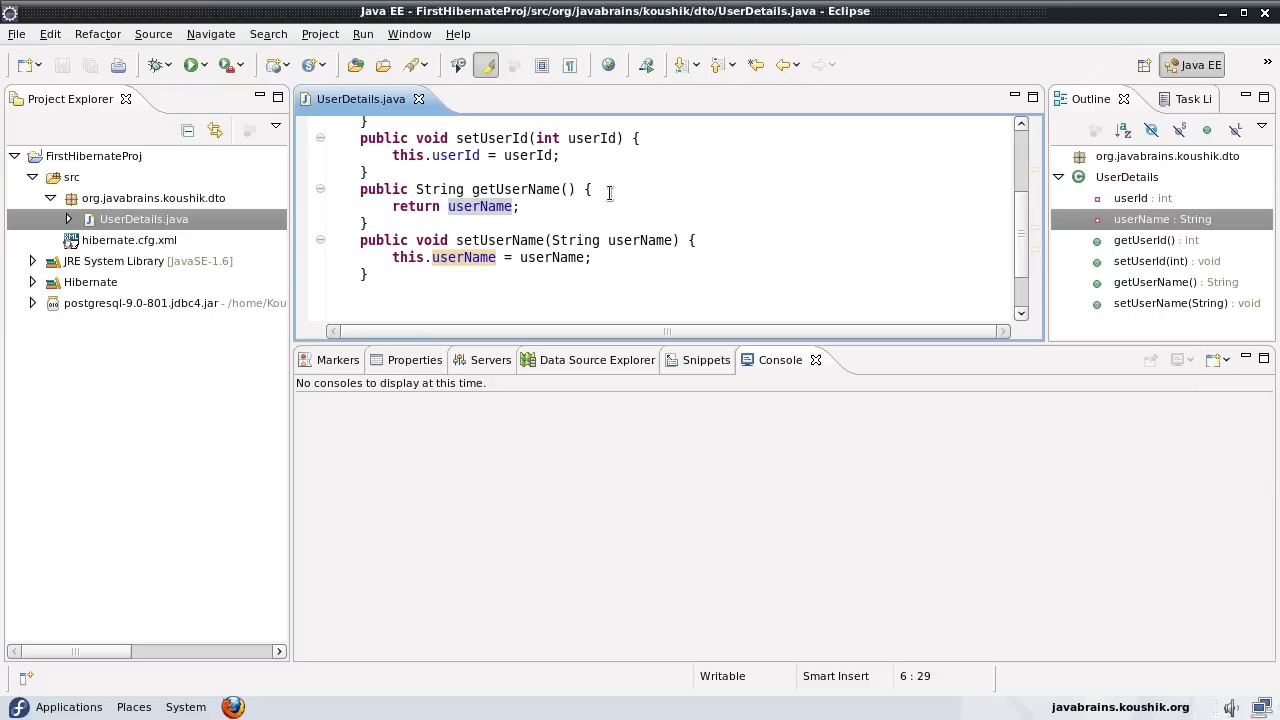 Java EE - FirstHibernateProj/src/org/javabrains/koushik/dto/UserDetails.java - Eclipse
File Edit Refactor Source Navigate Search Project Run Window Help
Java EE
Project Explorer
FirstHibernateProj
src
org.javabrains.koushik.dto
UserDetails.java
hibernate.cfg.xml
JRE System Library [JavaSE-1.6]
Hibernate
postgresql-9.0-801.jdbc4.jar - /home/Kou
UserDetails.java
}
public void setUserId(int userId) {
this.userId = userId;
}
public String getUserName() {
return userName;
}
public void setUserName(String userName) {
this.userName = userName;
}
Outline Task Li
org.javabrains.koushik.dto
UserDetails
userId : int
userName : String
getUserId() : int
setUserId(int) : void
getUserName() : String
setUserName(String) : void
Markers Properties Servers Data Source Explorer Snippets Console
No consoles to display at this time.
Writable Smart Insert 6 : 29
Applications Places System javabrains.koushik.org